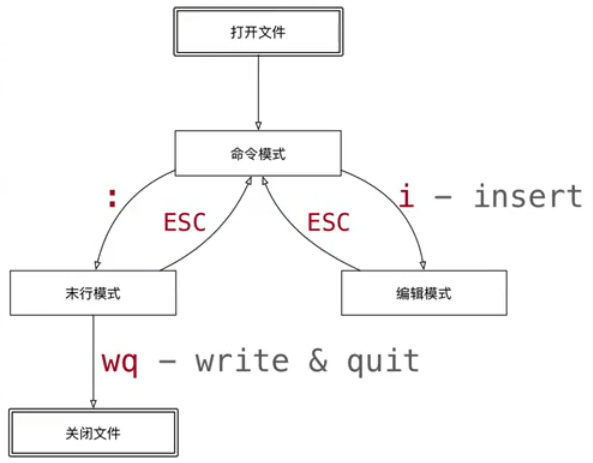 打开文件
命令模式
:
i - insert
ESC
ESC
末行模式
编辑模式
wq - write & quit
关闭文件